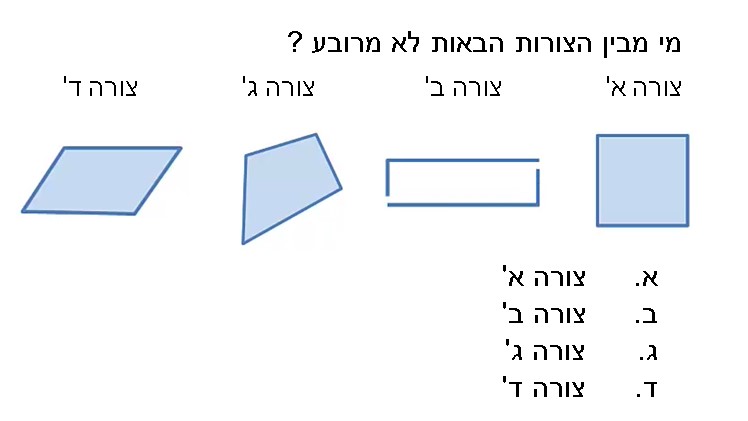 מי מבין הצורות הבאות לא מרובע ?
צורה א' צורה ב' צורה ג' צורה ד'
א. צורה א'
ב. צורה ב'
ג. צורה ג'
ד. צורה ד'